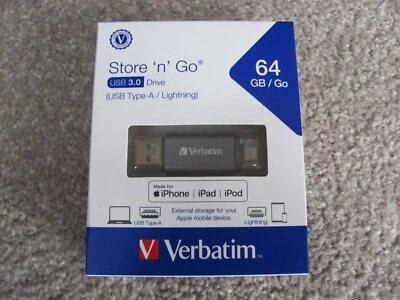 Store 'n' Go®
USB 3.0 Drive
(USB Type-A / Lightning)
64
GB / Go
Verbatim
Made for
iPhone | iPad | iPod
External storage for your
Apple mobile device.
USB Type-A
Lightning
Verbatim™